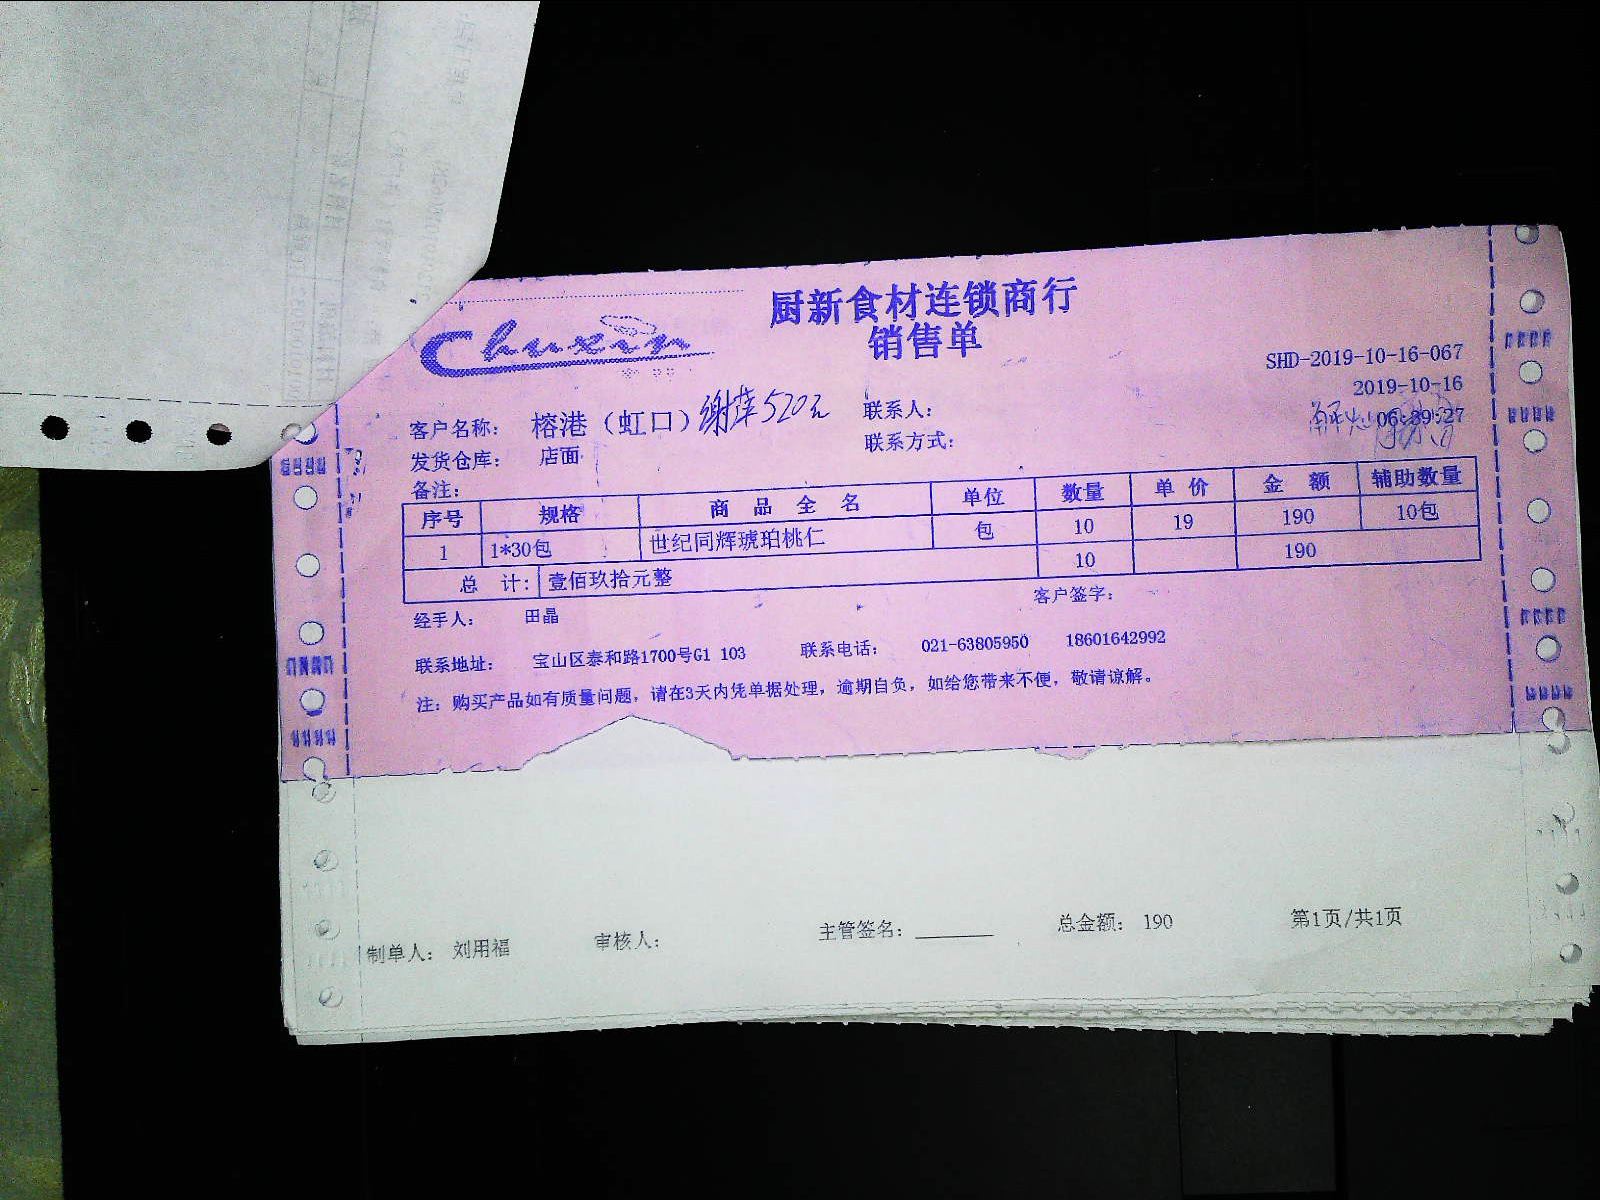 厨新食材连锁商行
Chuxin
销售单
SHD-2019-10-16-067
2019-10-16
06:39:27
客户名称： 榕港（虹口） 谢萍520元 联系人：
发货仓库： 店面 联系方式：
备注：
序号 规格 商品全名 单位 数量 单价 金额 辅助数量
1 1*30包 世纪同辉琥珀桃仁 包 10 19 190 10包
总计： 壹佰玖拾元整 10 190
经手人： 田晶 客户签字：
联系地址： 宝山区泰和路1700号G1 103 联系电话： 021-63805950 18601642992
注：购买产品如有质量问题，请在3天内凭单据处理，逾期自负，如给您带来不便，敬请谅解。
制单人： 刘用福 审核人： 主管签名： 总金额： 190 第1页/共1页